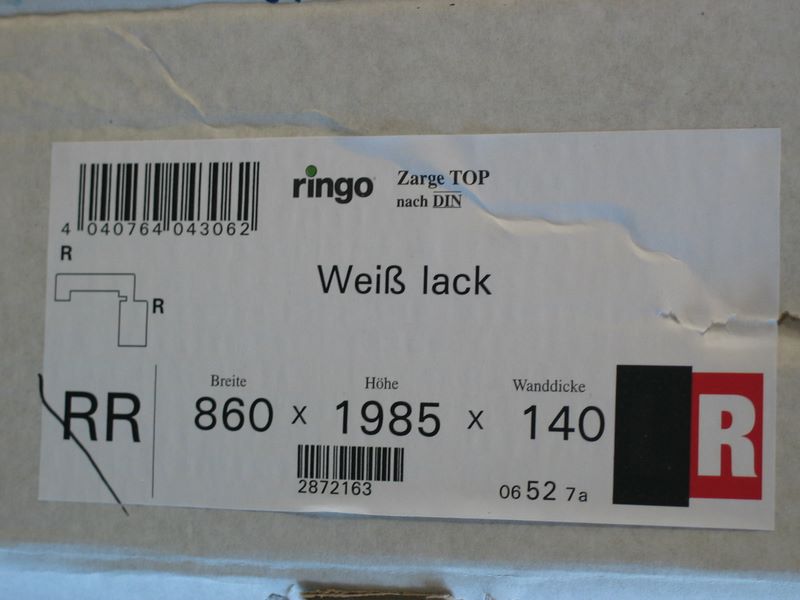 4 040764 043062
ringo
Zarge TOP
nach DIN
R
R
Weiß lack
RR
Breite
Höhe
Wanddicke
860 x 1985 x 140
2872163
06 52 7a
R